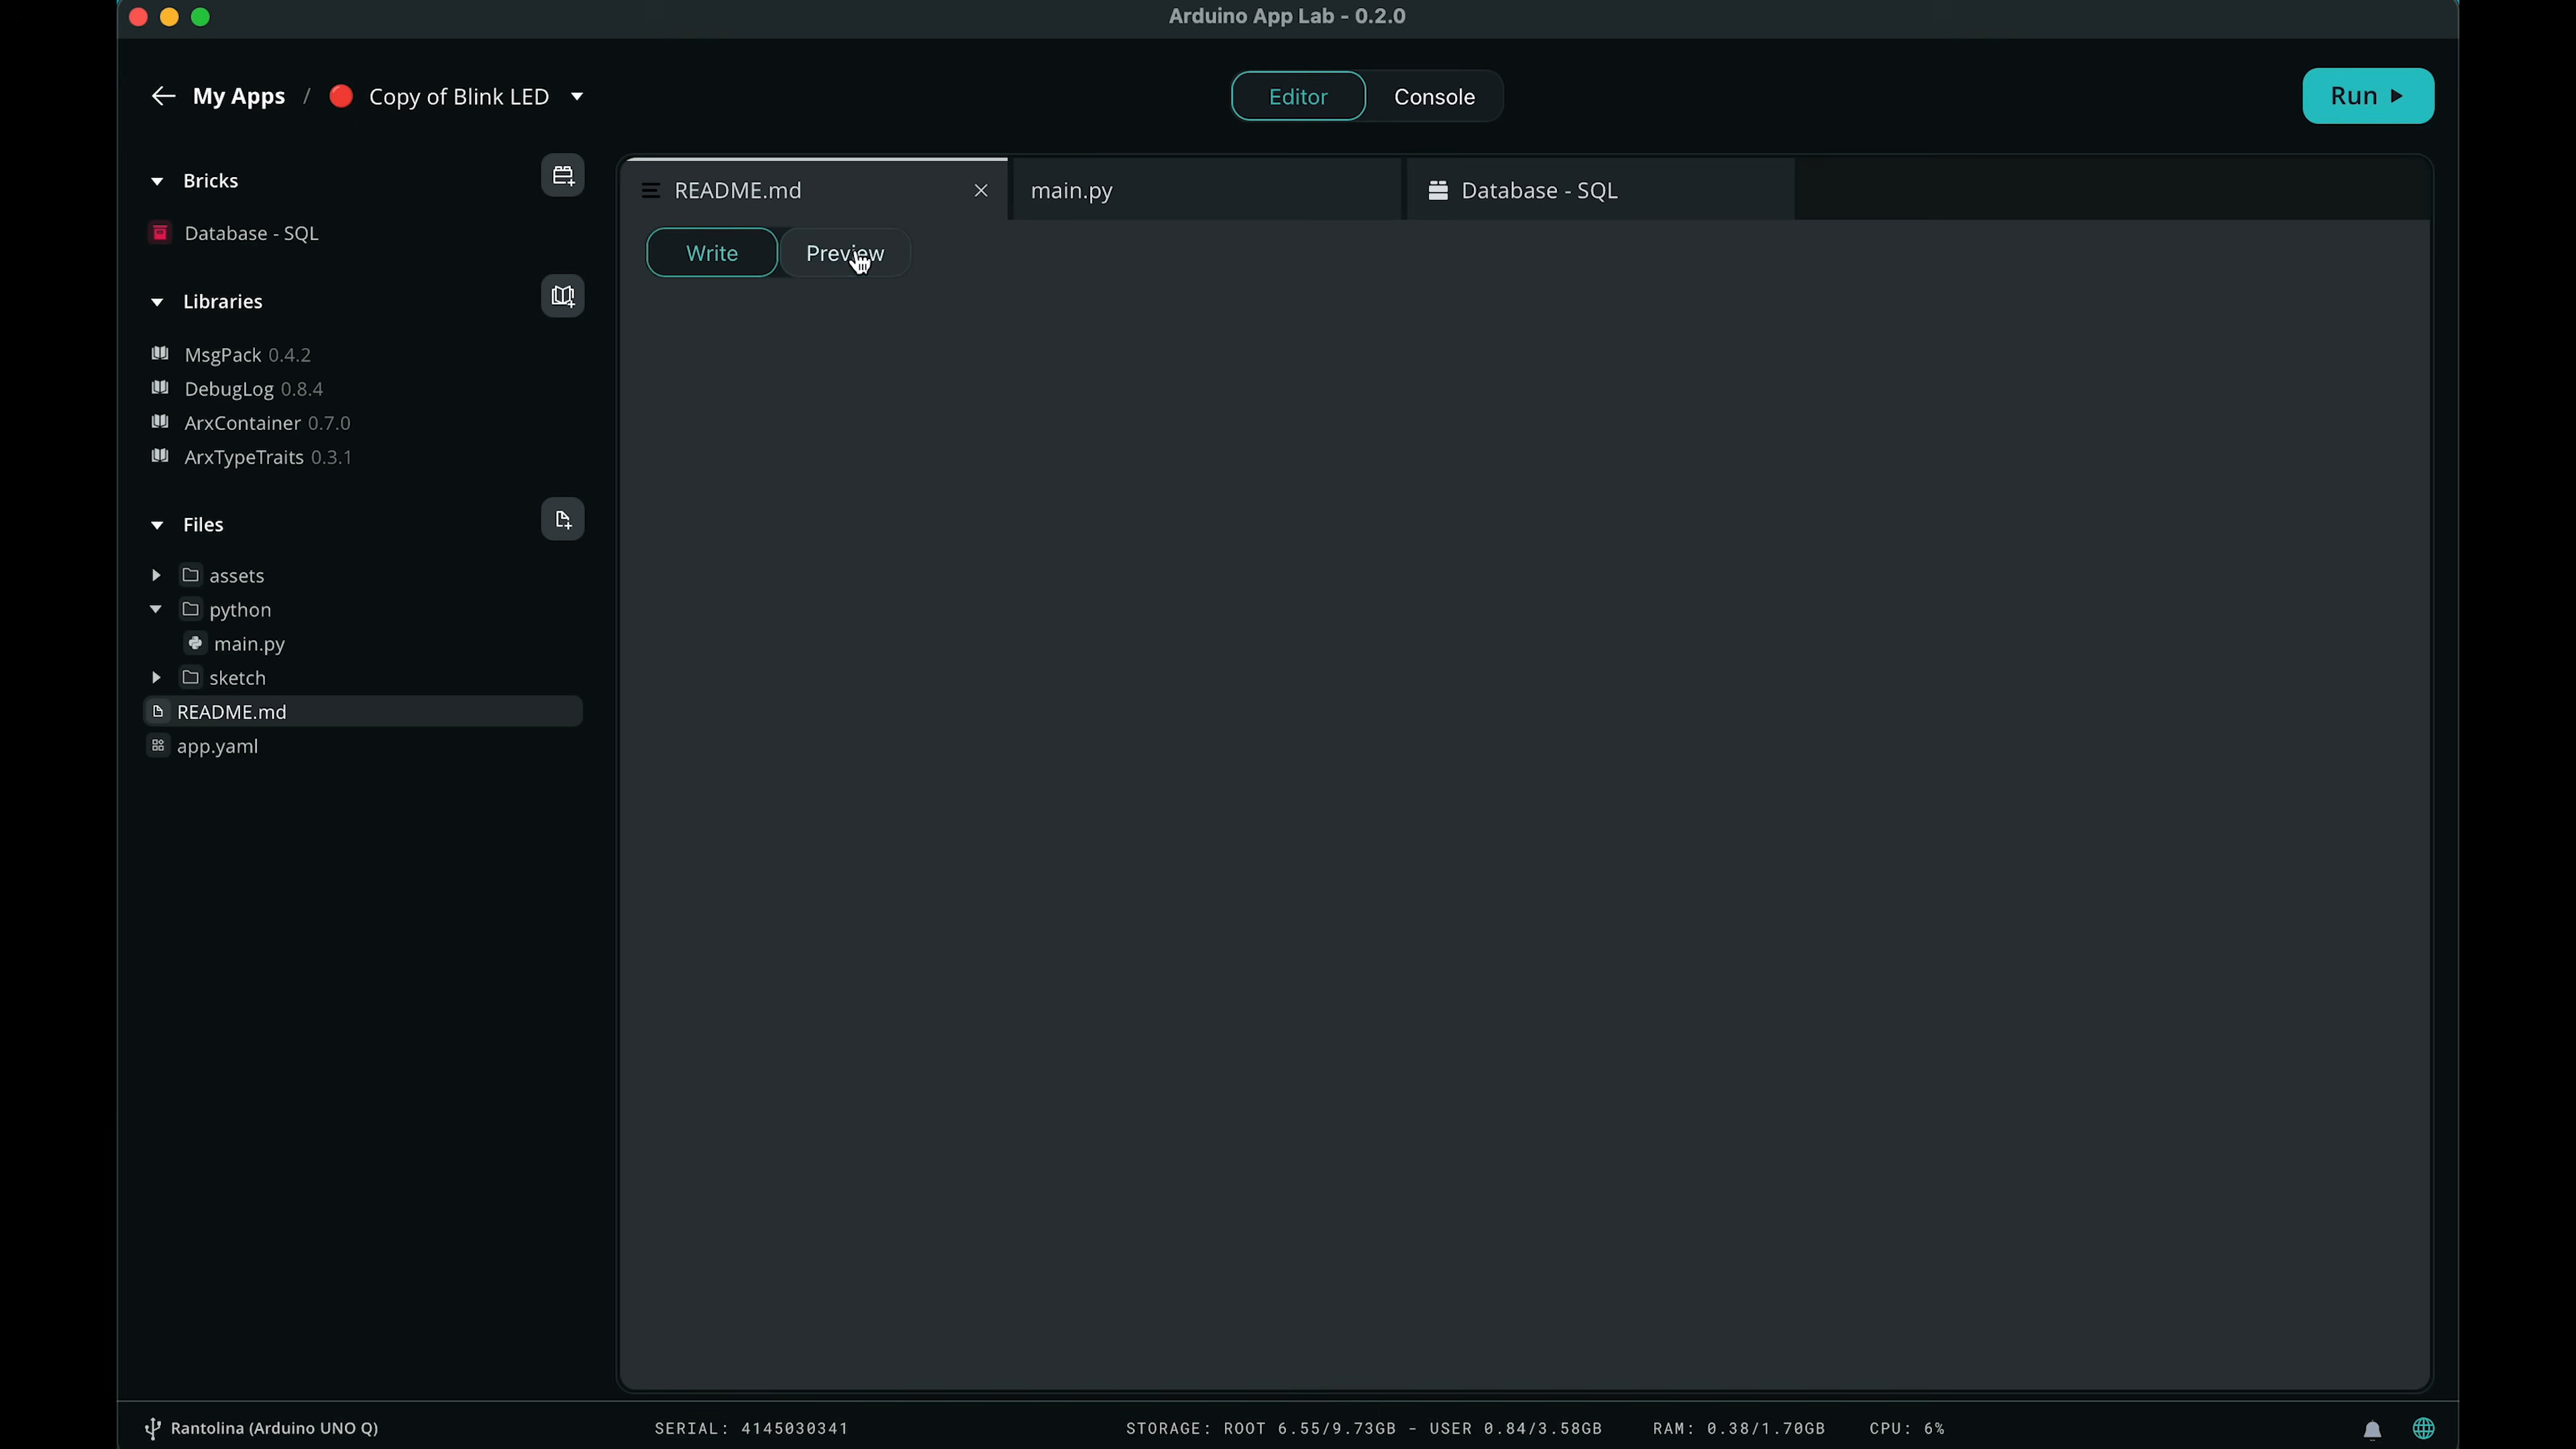 Arduino App Lab - 0.2.0
My Apps / Copy of Blink LED
Editor
Console
Run
Bricks
Database - SQL
Libraries
MsgPack 0.4.2
DebugLog 0.8.4
ArxContainer 0.7.0
ArxTypeTraits 0.3.1
Files
assets
python
main.py
sketch
README.md
app.yaml
README.md
main.py
Database - SQL
Write
Preview
Rantolina (Arduino UNO Q)
SERIAL: 4145030341
STORAGE: ROOT 6.55/9.73GB - USER 0.84/3.58GB
RAM: 0.38/1.70GB
CPU: 6%